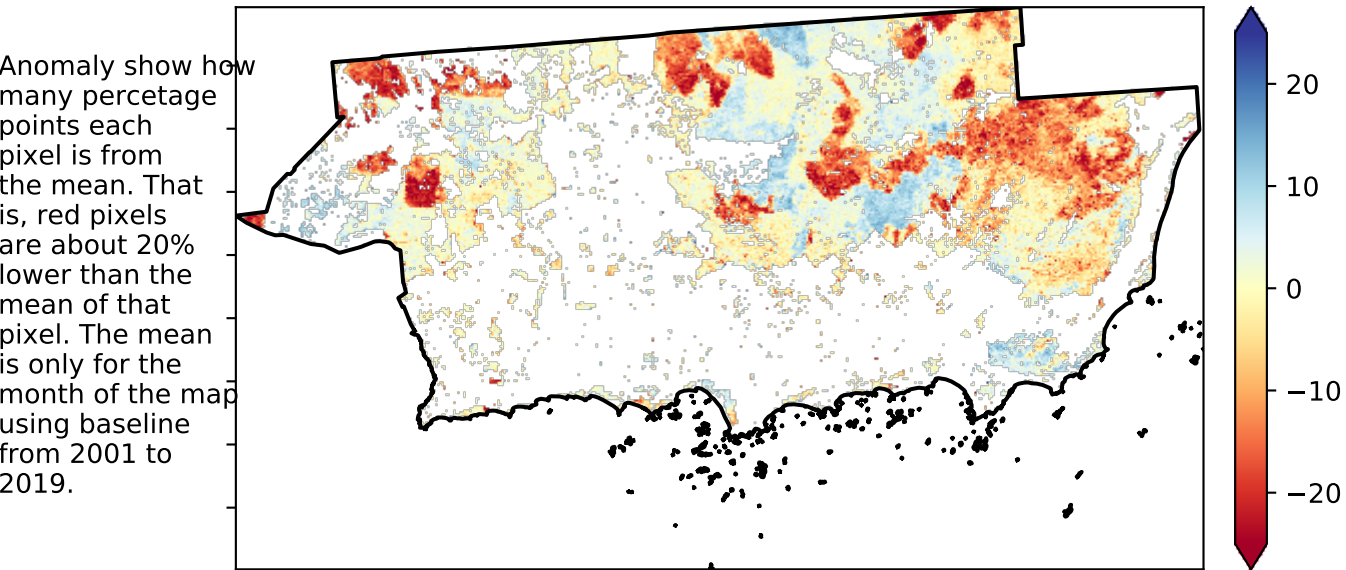 Anomaly show how
many percetage
points each
pixel is from
the mean. That
is, red pixels
are about 20%
lower than the
mean of that
pixel. The mean
is only for the
month of the map
using baseline
from 2001 to
2019.
20
10
0
−10
−20